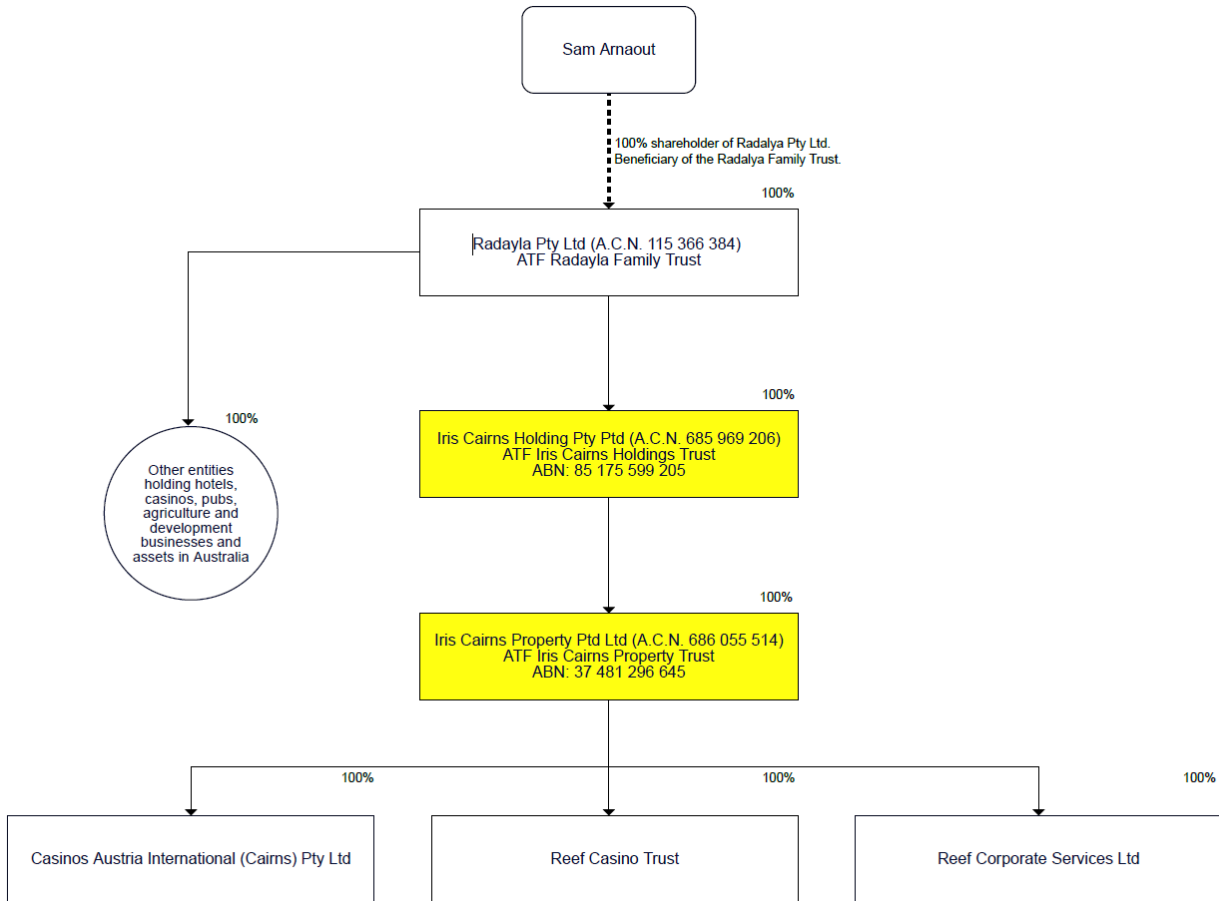 Sam Arnaout
100% shareholder of Radalya Pty Ltd.
Beneficiary of the Radalya Family Trust.
100%
Radayla Pty Ltd (A.C.N. 115 366 384)
ATF Radayla Family Trust
100%
Iris Cairns Holding Pty Ptd (A.C.N. 685 969 206)
ATF Iris Cairns Holdings Trust
ABN: 85 175 599 205
100%
Other entities
holding hotels,
casinos, pubs,
agriculture and
development
businesses and
assets in Australia
100%
Iris Cairns Property Ptd Ltd (A.C.N. 686 055 514)
ATF Iris Cairns Property Trust
ABN: 37 481 296 645
100%
100%
100%
Casinos Austria International (Cairns) Pty Ltd
Reef Casino Trust
Reef Corporate Services Ltd